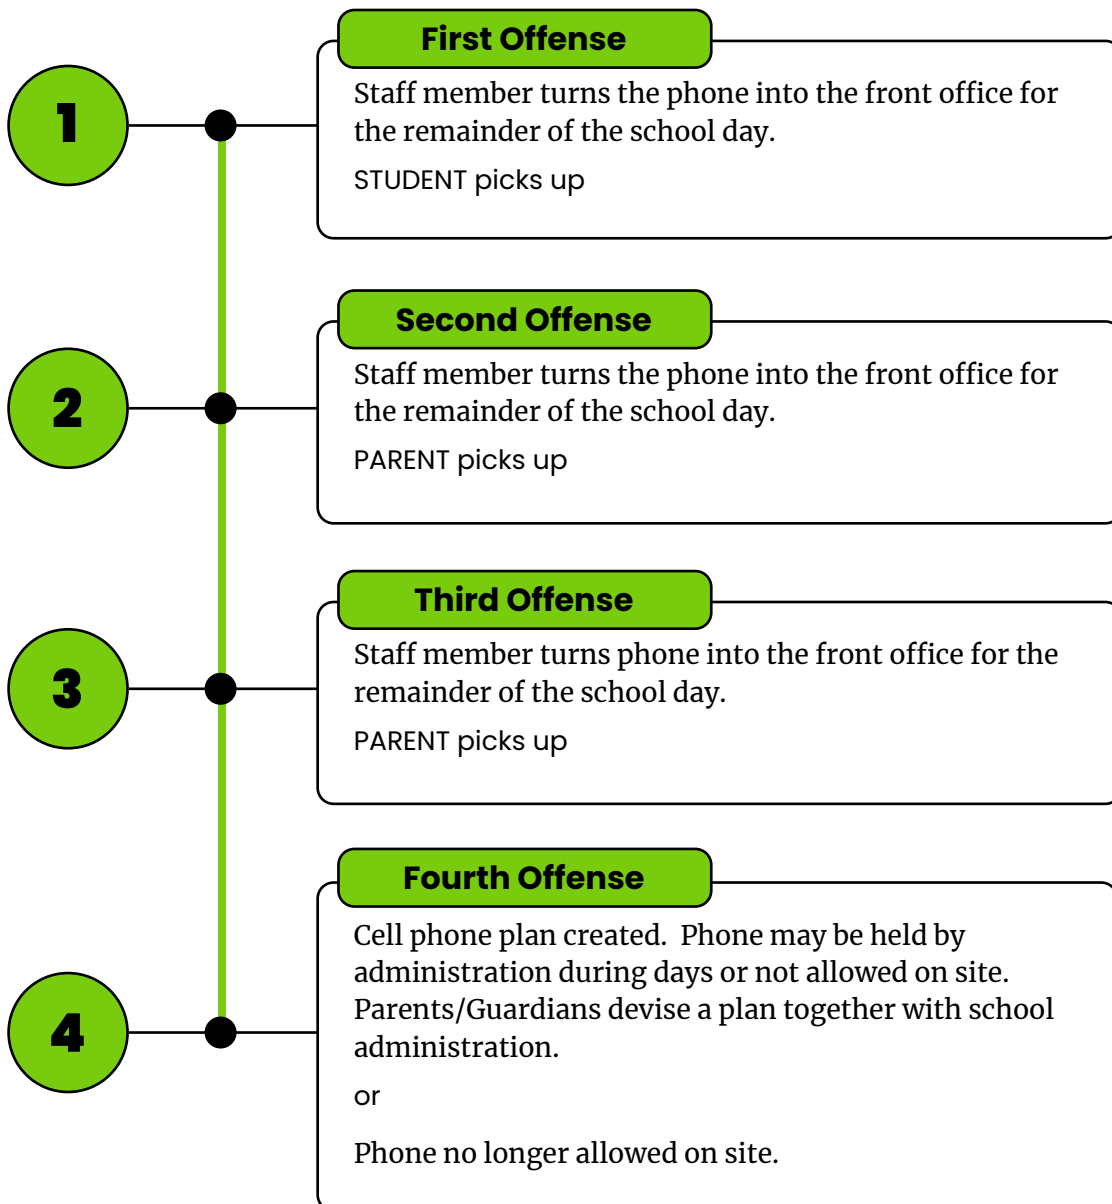 First Offense
1
Staff member turns the phone into the front office for
the remainder of the school day.
STUDENT picks up
Second Offense
2
Staff member turns the phone into the front office for
the remainder of the school day.
PARENT picks up
Third Offense
3
Staff member turns phone into the front office for the
remainder of the school day.
PARENT picks up
Fourth Offense
4
Cell phone plan created.  Phone may be held by
administration during days or not allowed on site.
Parents/Guardians devise a plan together with school
administration.
or
Phone no longer allowed on site.